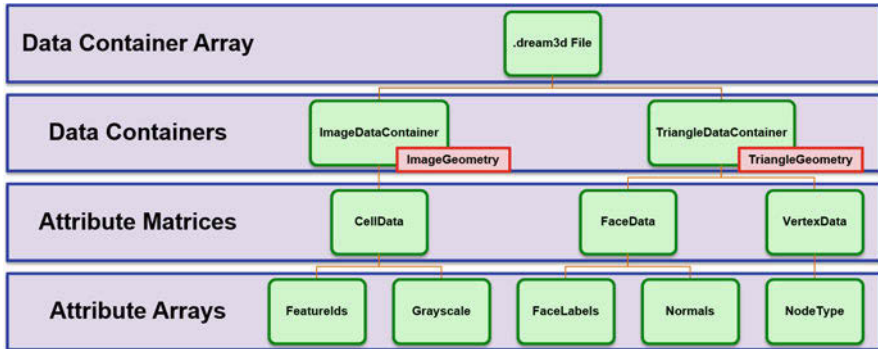 Data Container Array
.dream3d File
Data Containers
ImageDataContainer
TriangleDataContainer
ImageGeometry
TriangleGeometry
Attribute Matrices
CellData
FaceData
VertexData
Attribute Arrays
FeatureIds
Grayscale
FaceLabels
Normals
NodeType